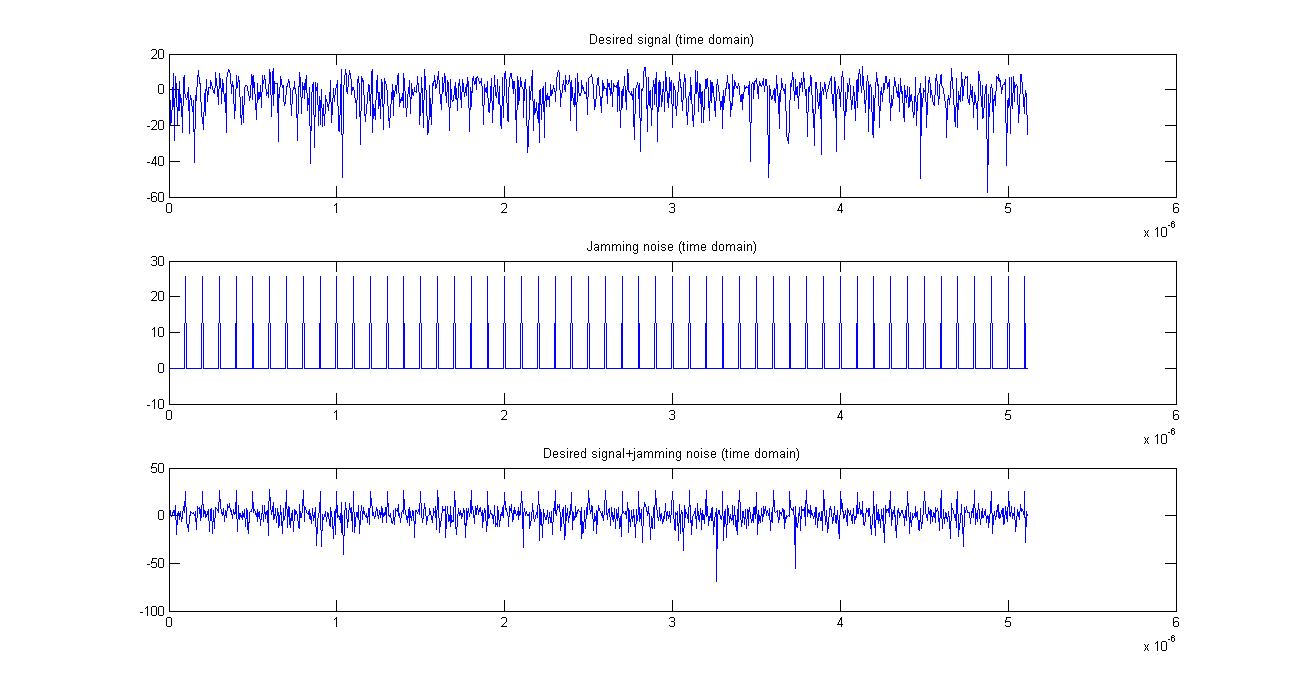 Desired signal (time domain)
20
0
-20
-40
-60
0 1 2 3 4 5 6
x 10-6
Jamming noise (time domain)
30
20
10
0
-10
0 1 2 3 4 5 6
x 10-6
Desired signal+jamming noise (time domain)
50
0
-50
-100
0 1 2 3 4 5 6
x 10-6